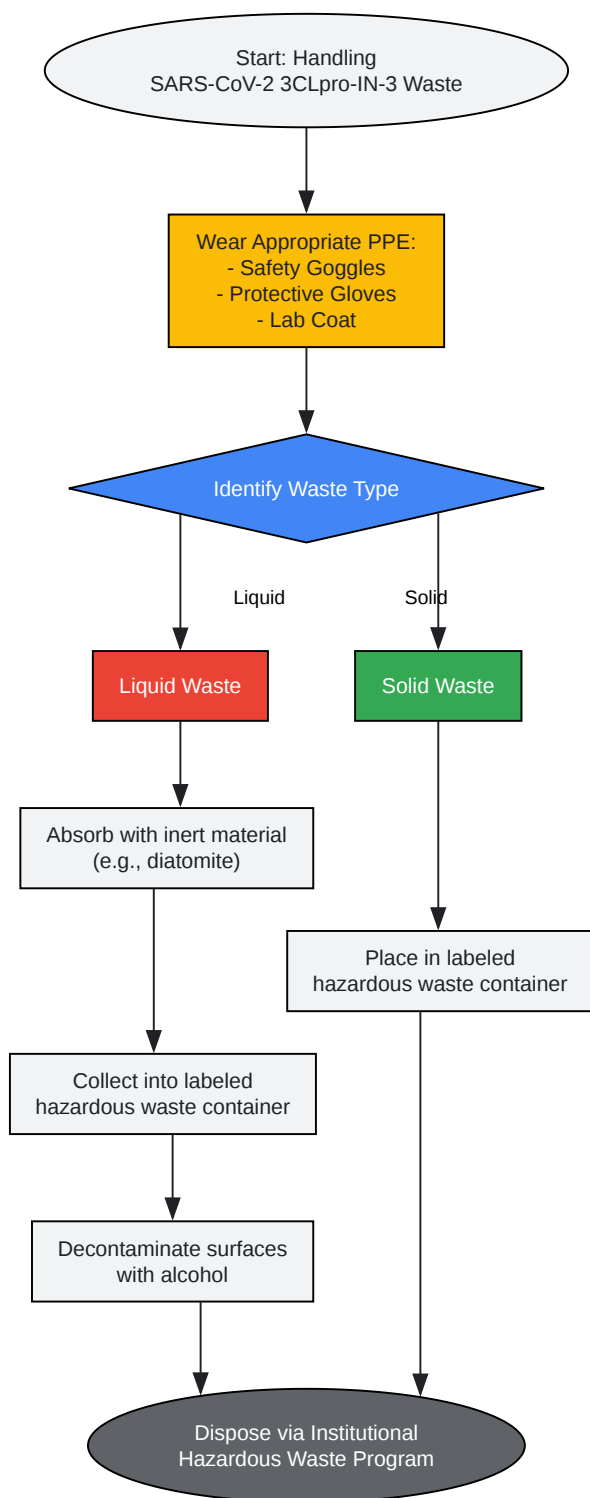 Start: Handling
SARS-CoV-2 3CLpro-IN-3 Waste
Wear Appropriate PPE:
- Safety Goggles
- Protective Gloves
- Lab Coat
Identify Waste Type
Liquid
Solid
Liquid Waste
Solid Waste
Absorb with inert material
(e.g., diatomite)
Place in labeled
hazardous waste container
Collect into labeled
hazardous waste container
Decontaminate surfaces
with alcohol
Dispose via Institutional
Hazardous Waste Program